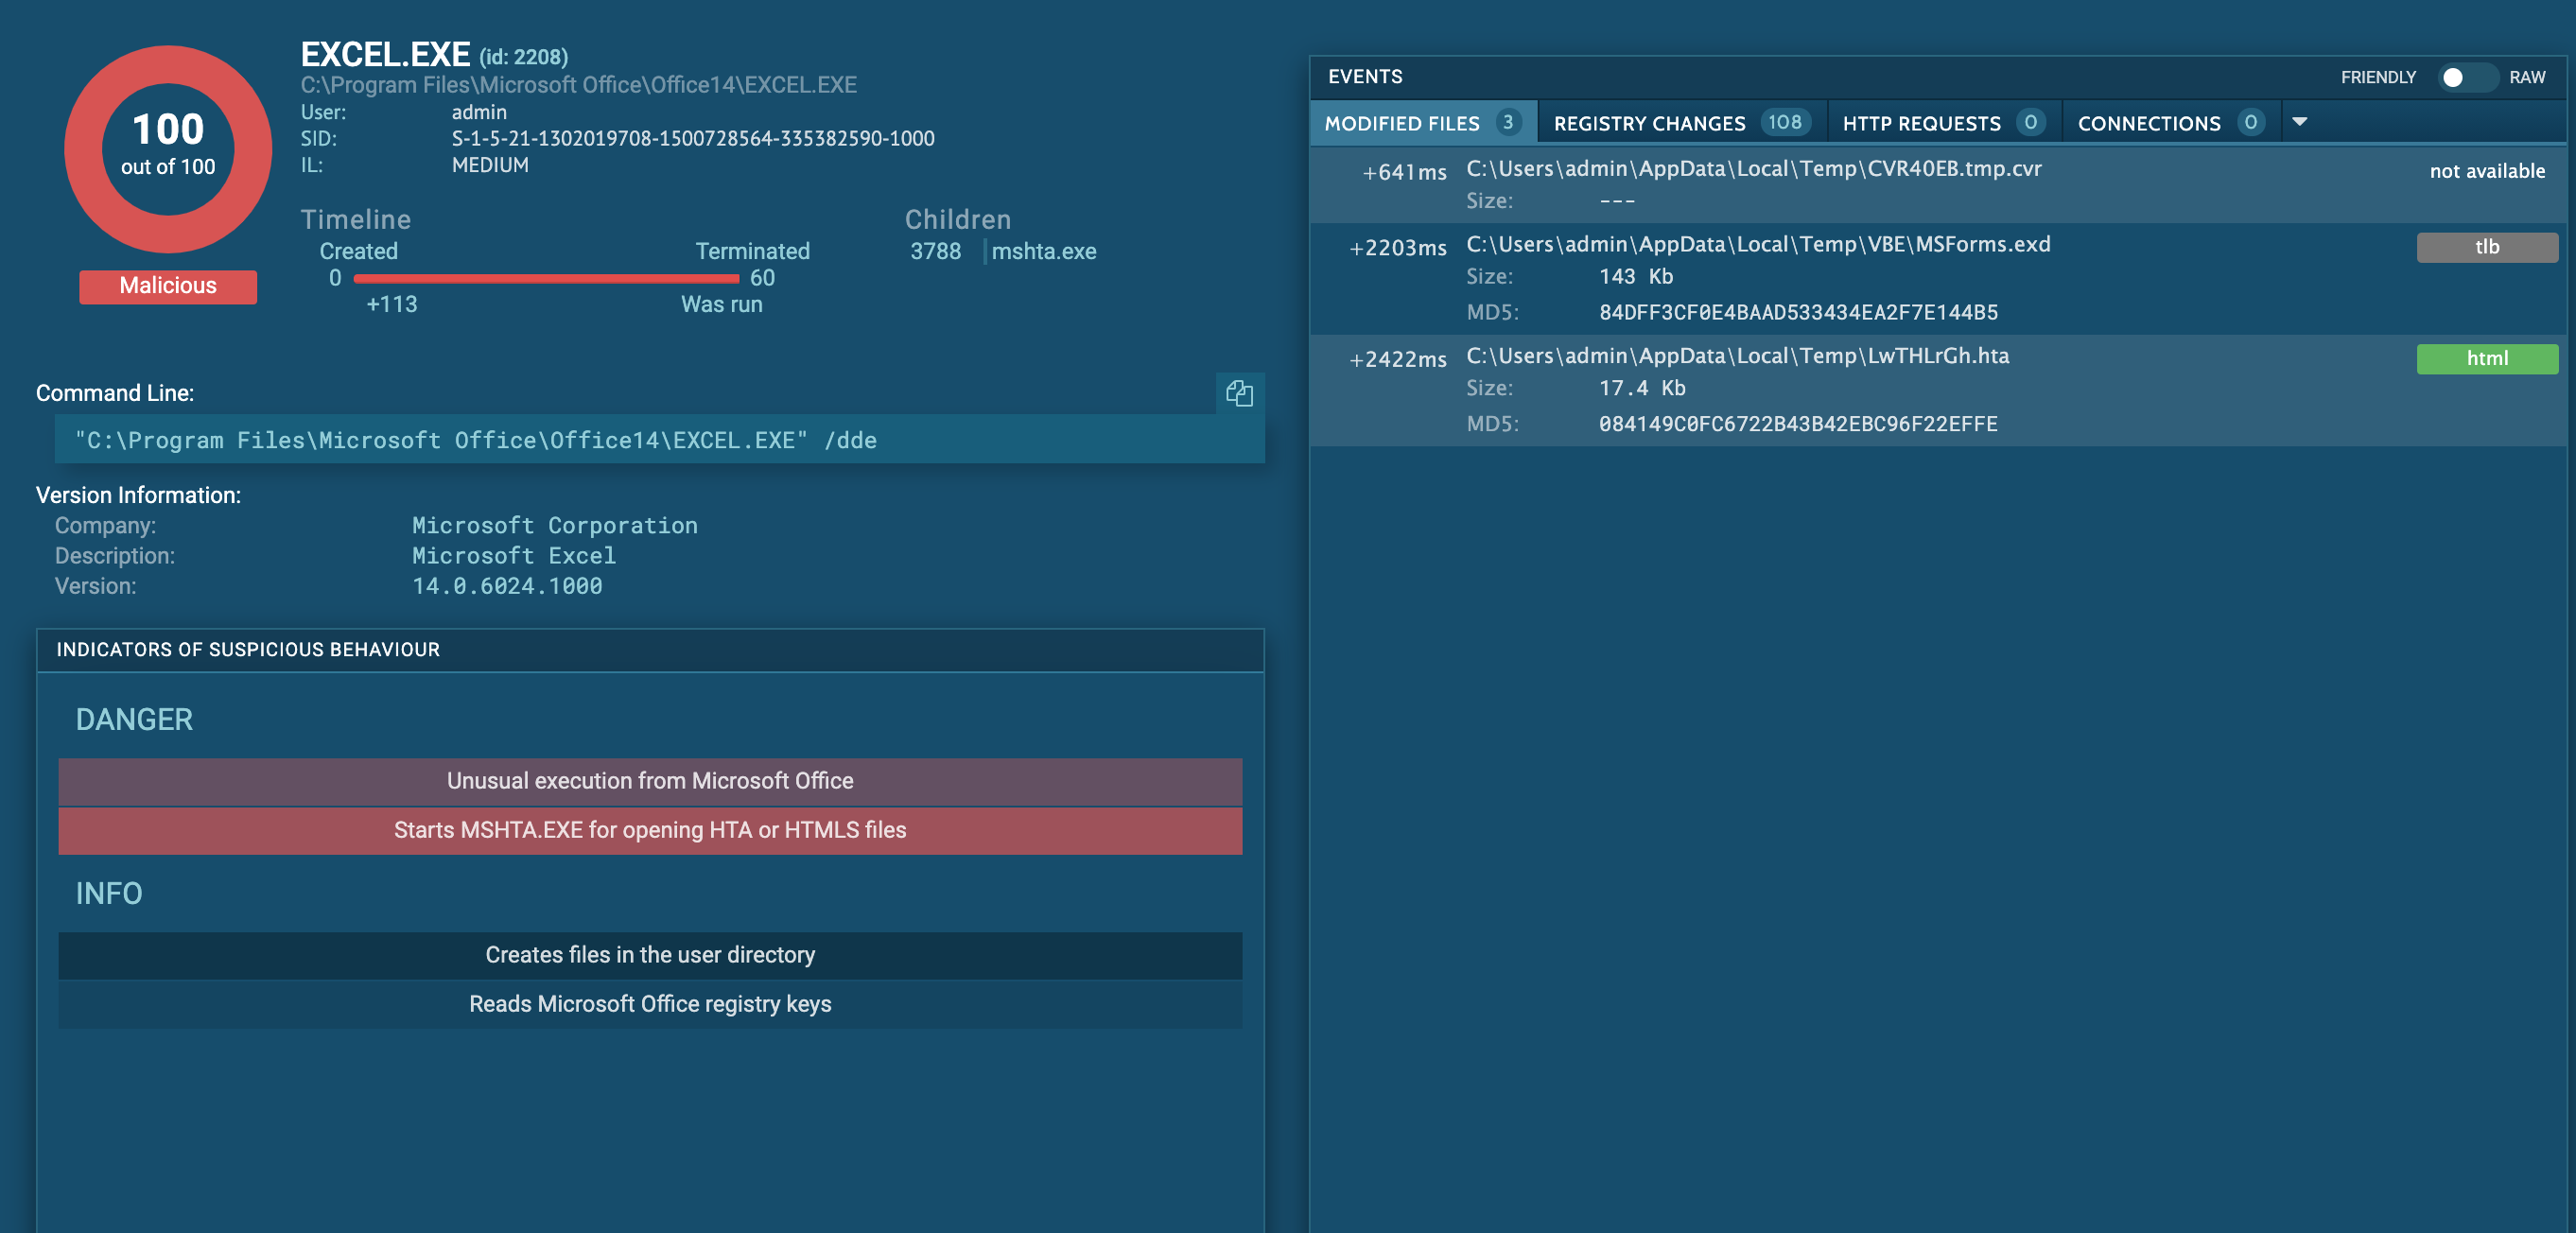 100
out of 100
Malicious
EXCEL.EXE (id: 2208)
C:\Program Files\Microsoft Office\Office14\EXCEL.EXE
User: admin
SID: S-1-5-21-1302019708-1500728564-335382590-1000
IL: MEDIUM
Timeline
Created Terminated
0 60
+113 Was run
Children
3788 mshta.exe
Command Line:
"C:\Program Files\Microsoft Office\Office14\EXCEL.EXE" /dde
Version Information:
Company: Microsoft Corporation
Description: Microsoft Excel
Version: 14.0.6024.1000
INDICATORS OF SUSPICIOUS BEHAVIOUR
DANGER
Unusual execution from Microsoft Office
Starts MSHTA.EXE for opening HTA or HTMLS files
INFO
Creates files in the user directory
Reads Microsoft Office registry keys
EVENTS FRIENDLY RAW
MODIFIED FILES 3 REGISTRY CHANGES 108 HTTP REQUESTS 0 CONNECTIONS 0
+641ms C:\Users\admin\AppData\Local\Temp\CVR40EB.tmp.cvr not available
Size: ---
+2203ms C:\Users\admin\AppData\Local\Temp\VBE\MSForms.exd tlb
Size: 143 Kb
MD5: 84DFF3CF0E4BAAD533434EA2F7E144B5
+2422ms C:\Users\admin\AppData\Local\Temp\LwTHLrGh.hta html
Size: 17.4 Kb
MD5: 084149C0FC6722B43B42EBC96F22EFFE